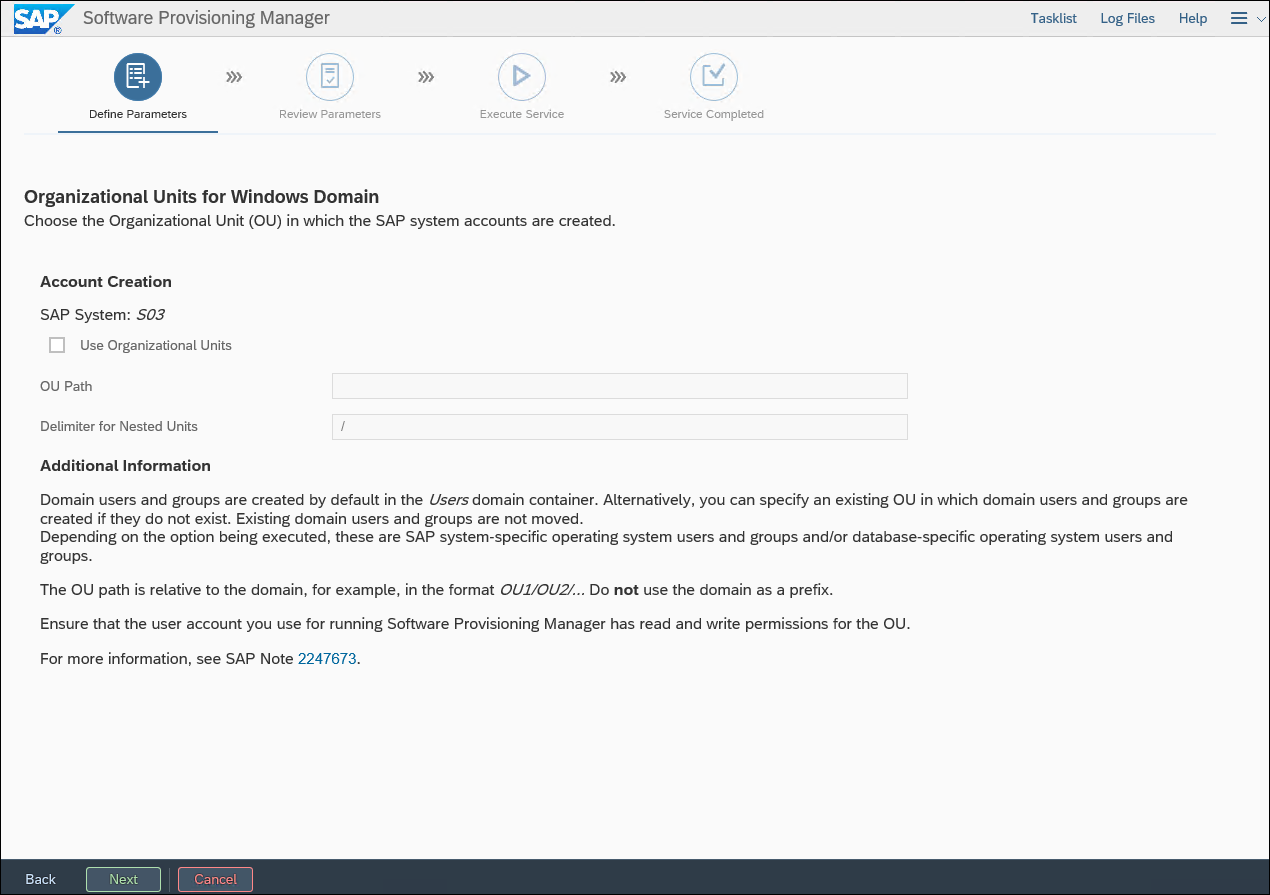 SAP ® Software Provisioning Manager Tasklist Log Files Help
Define Parameters Review Parameters Execute Service Service Completed
Organizational Units for Windows Domain
Choose the Organizational Unit (OU) in which the SAP system accounts are created.
Account Creation
SAP System: S03
Use Organizational Units
OU Path
Delimiter for Nested Units /
Additional Information
Domain users and groups are created by default in the Users domain container. Alternatively, you can specify an existing OU in which domain users and groups are
created if they do not exist. Existing domain users and groups are not moved.
Depending on the option being executed, these are SAP system-specific operating system users and groups and/or database-specific operating system users and
groups.
The OU path is relative to the domain, for example, in the format OU1/OU2/... Do not use the domain as a prefix.
Ensure that the user account you use for running Software Provisioning Manager has read and write permissions for the OU.
For more information, see SAP Note 2247673.
Back Next Cancel